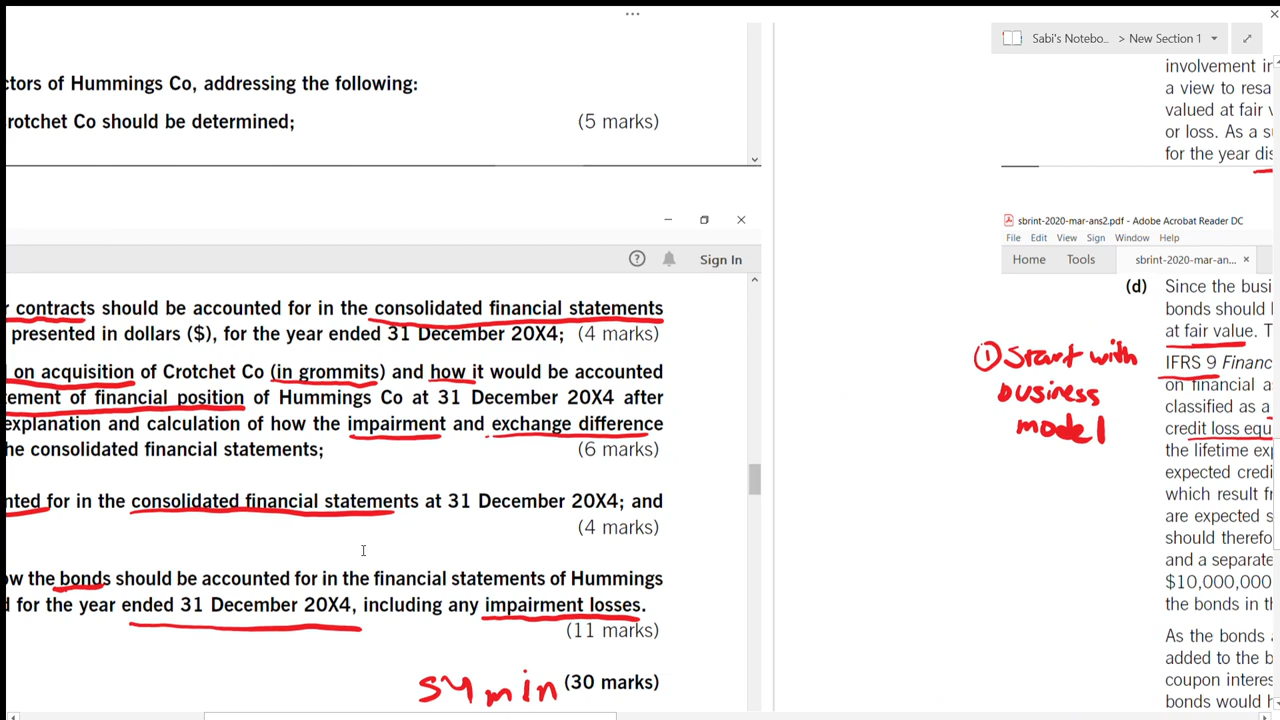 ctors of Hummings Co, addressing the following:
rotchet Co should be determined; (5 marks)
Sign In
contracts should be accounted for in the consolidated financial statements
presented in dollars ($), for the year ended 31 December 20X4; (4 marks)
on acquisition of Crotchet Co (in grommits) and how it would be accounted
ement of financial position of Hummings Co at 31 December 20X4 after
explanation and calculation of how the impairment and exchange difference
he consolidated financial statements; (6 marks)
nted for in the consolidated financial statements at 31 December 20X4; and
(4 marks)
ow the bonds should be accounted for in the financial statements of Hummings
d for the year ended 31 December 20X4, including any impairment losses.
(11 marks)
54 min (30 marks)
Sabi's Notebo... > New Section 1
involvement in
a view to resa
valued at fair v
or loss. As a s
for the year dis
sbrint-2020-mar-ans2.pdf - Adobe Acrobat Reader DC
File Edit View Sign Window Help
Home Tools sbrint-2020-mar-an... ×
(d) Since the busi
bonds should
at fair value. T
① Start with
business
model
IFRS 9 Financ
on financial a
classified as a
credit loss equ
the lifetime exp
expected credi
which result f
are expected s
should therefo
and a separate
$10,000,000
the bonds in th
As the bonds
added to the b
coupon interes
bonds would h